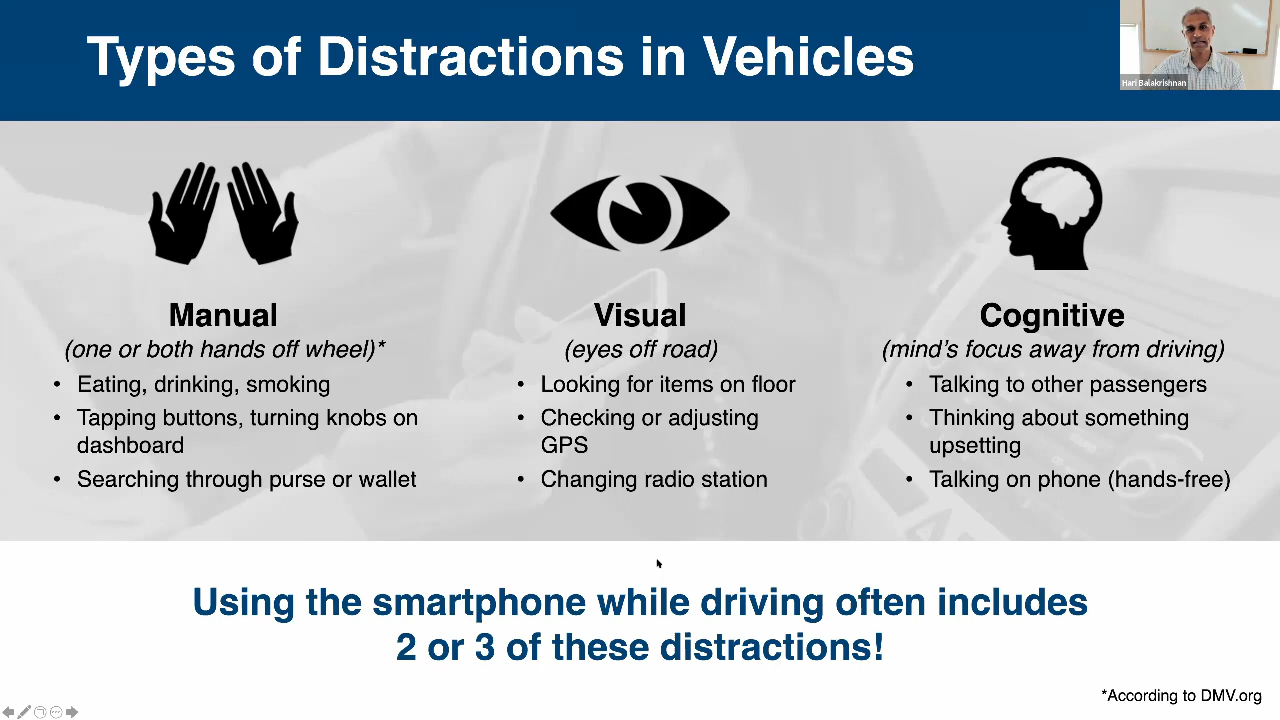 Types of Distractions in Vehicles
Hari Balakrishnan
Manual
(one or both hands off wheel)*
• Eating, drinking, smoking
• Tapping buttons, turning knobs on
dashboard
• Searching through purse or wallet
Visual
(eyes off road)
• Looking for items on floor
• Checking or adjusting
GPS
• Changing radio station
Cognitive
(mind’s focus away from driving)
• Talking to other passengers
• Thinking about something
upsetting
• Talking on phone (hands-free)
Using the smartphone while driving often includes
2 or 3 of these distractions!
*According to DMV.org